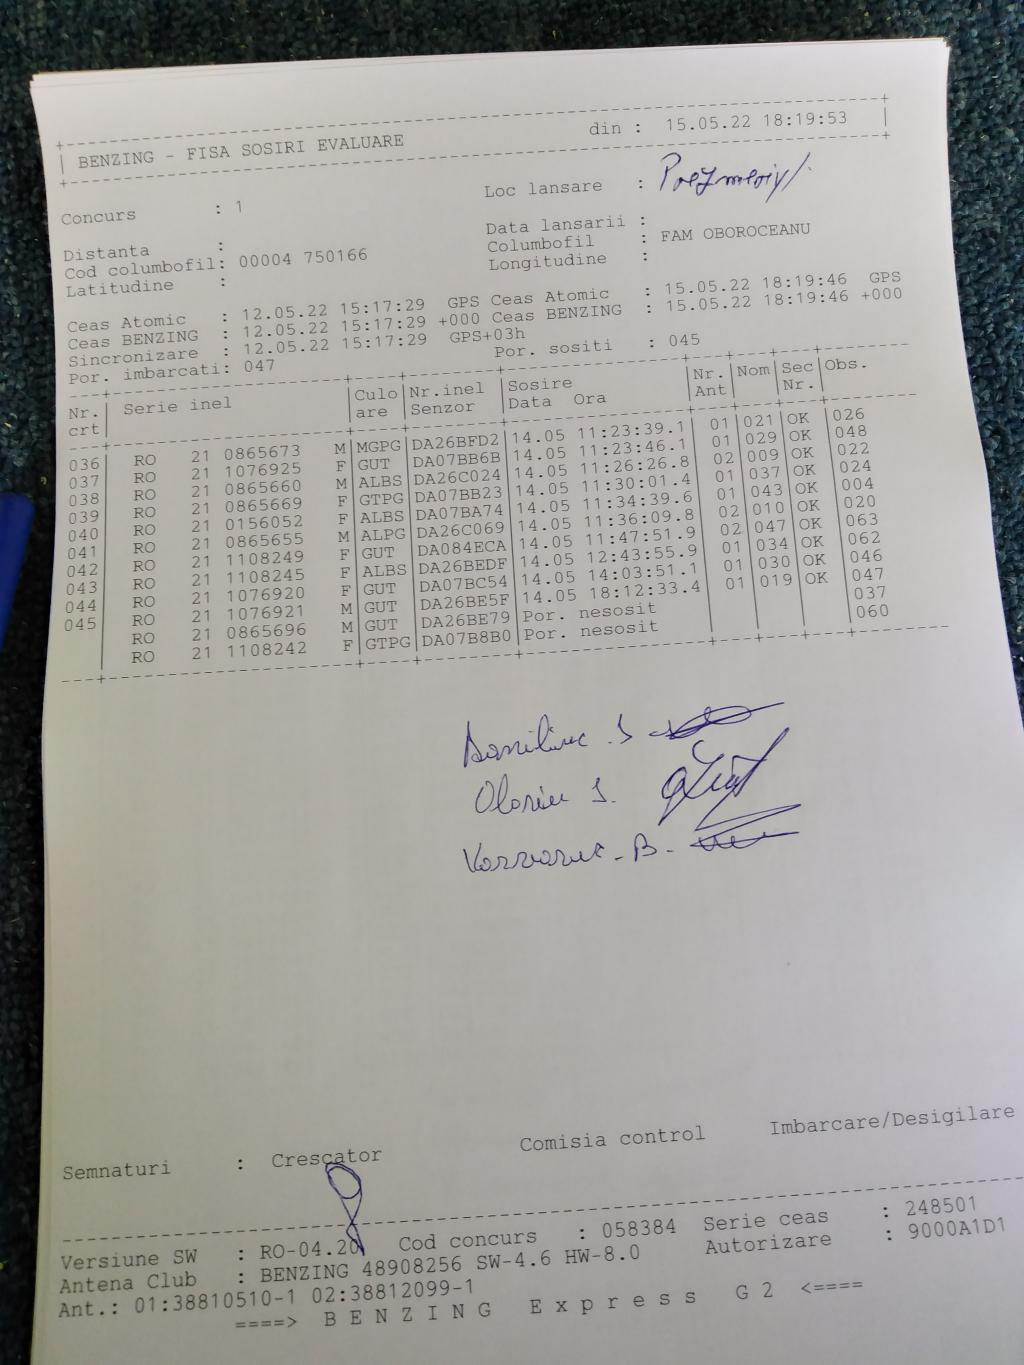 BENZING - FISA SOSIRI EVALUARE din : 15.05.22 18:19:53
Concurs : 1 Loc lansare :
Distanta : Data lansarii :
Cod columbofil: 00004 750166 Columbofil : FAM OBOROCEANU
Latitudine : Longitudine :
Ceas Atomic : 12.05.22 15:17:29 GPS Ceas Atomic : 15.05.22 18:19:46 GPS
Ceas BENZING : 12.05.22 15:17:29 +000 Ceas BENZING : 15.05.22 18:19:46 +000
Sincronizare : 12.05.22 15:17:29 GPS+03h
Por. imbarcati: 047 Por. sositi : 045
Nr. Serie inel Culo Nr.inel Sosire Nr. Nom Sec Obs.
crt are Senzor Data Ora Ant Nr.
036 RO 21 0865673 M MGPG DA26BFD2 14.05 11:23:39.1 01 021 OK 026
037 RO 21 1076925 F GUT DA07BB6B 14.05 11:23:46.1 01 029 OK 048
038 RO 21 0865660 M ALBS DA26C024 14.05 11:26:26.8 02 009 OK 022
039 RO 21 0865669 F GTPG DA07BB23 14.05 11:30:01.4 01 037 OK 024
040 RO 21 0156052 F ALBS DA07BA74 14.05 11:34:39.6 01 043 OK 004
041 RO 21 0865655 M ALPG DA26C069 14.05 11:36:09.8 02 010 OK 020
042 RO 21 1108249 F GUT DA084ECA 14.05 11:47:51.9 02 047 OK 063
043 RO 21 1108245 F ALBS DA26BEDF 14.05 12:43:55.9 01 034 OK 062
044 RO 21 1076920 F GUT DA07BC54 14.05 14:03:51.1 01 030 OK 046
045 RO 21 1076921 M GUT DA26BE5F 14.05 18:12:33.4 01 019 OK 047
RO 21 0865696 M GUT DA26BE79 Por. nesosit 037
RO 21 1108242 F GTPG DA07B8B0 Por. nesosit 060
Semnaturi : Crescator Comisia control Imbarcare/Desigilare
Versiune SW : RO-04.20 Cod concurs : 058384 Serie ceas : 248501
Antena Club : BENZING 48908256 SW-4.6 HW-8.0 Autorizare : 9000A1D1
Ant.: 01:38810510-1 02:38812099-1
====> BENZING Express G2 <====